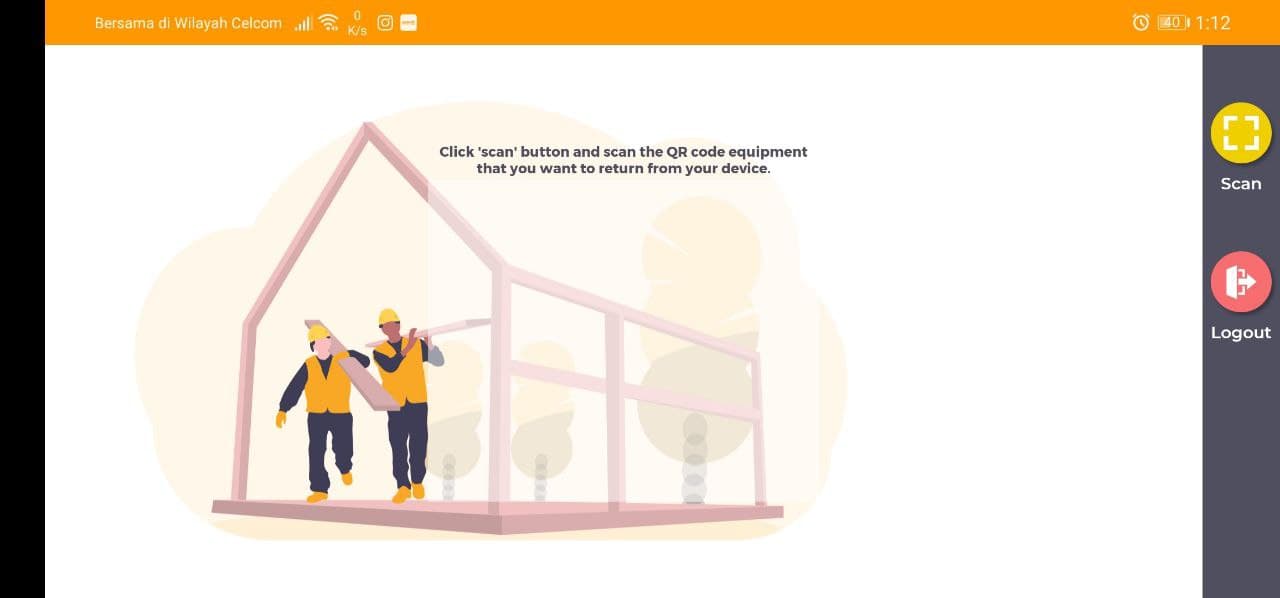 Bersama di Wilayah Celcom
0
K/s
40
1:12
Click 'scan' button and scan the QR code equipment
that you want to return from your device.
Scan
Logout